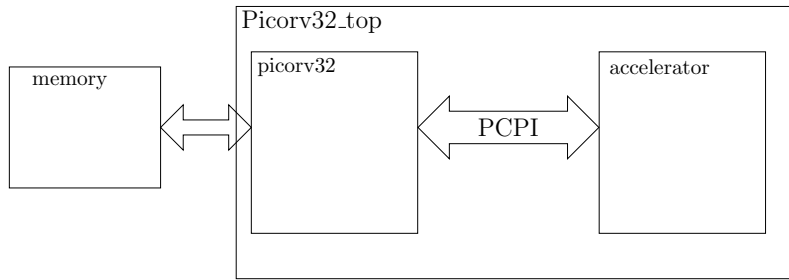 Picorv32_top
memory
picorv32
accelerator
PCPI